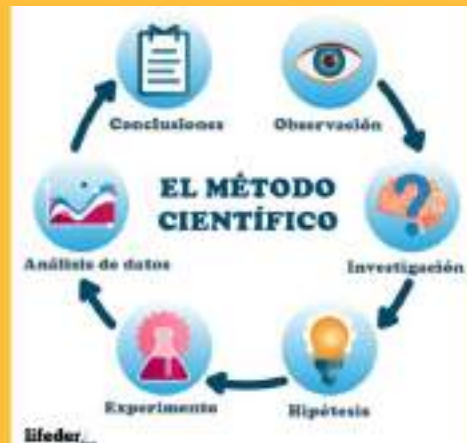 Conclusiones
Observación
EL MÉTODO
CIENTÍFICO
Análisis de datos
Investigación
Experimento
Hipótesis
lifeder